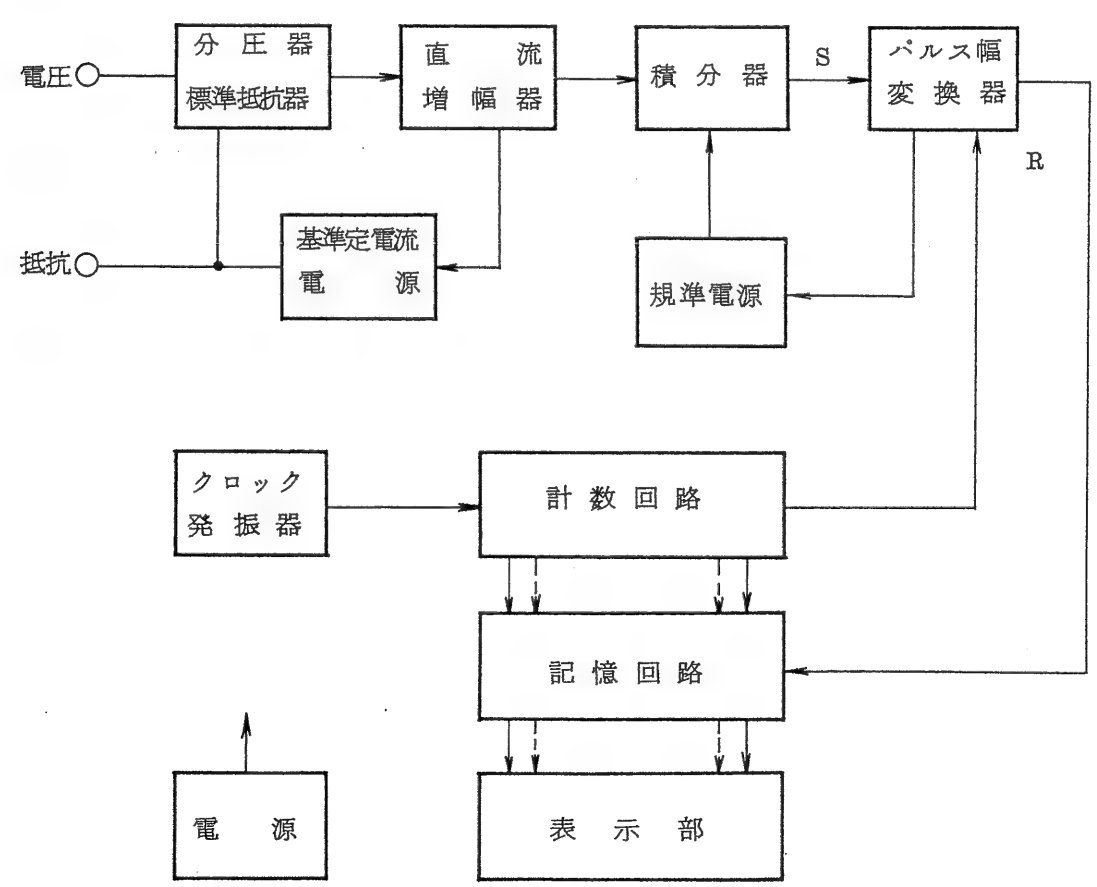 電圧
分圧器
標準抵抗器
直流
増幅器
積分器
S
パルス幅
変換器
R
抵抗
基準定電流
電源
規準電源
クロック
発振器
計数回路
記憶回路
電源
表示部